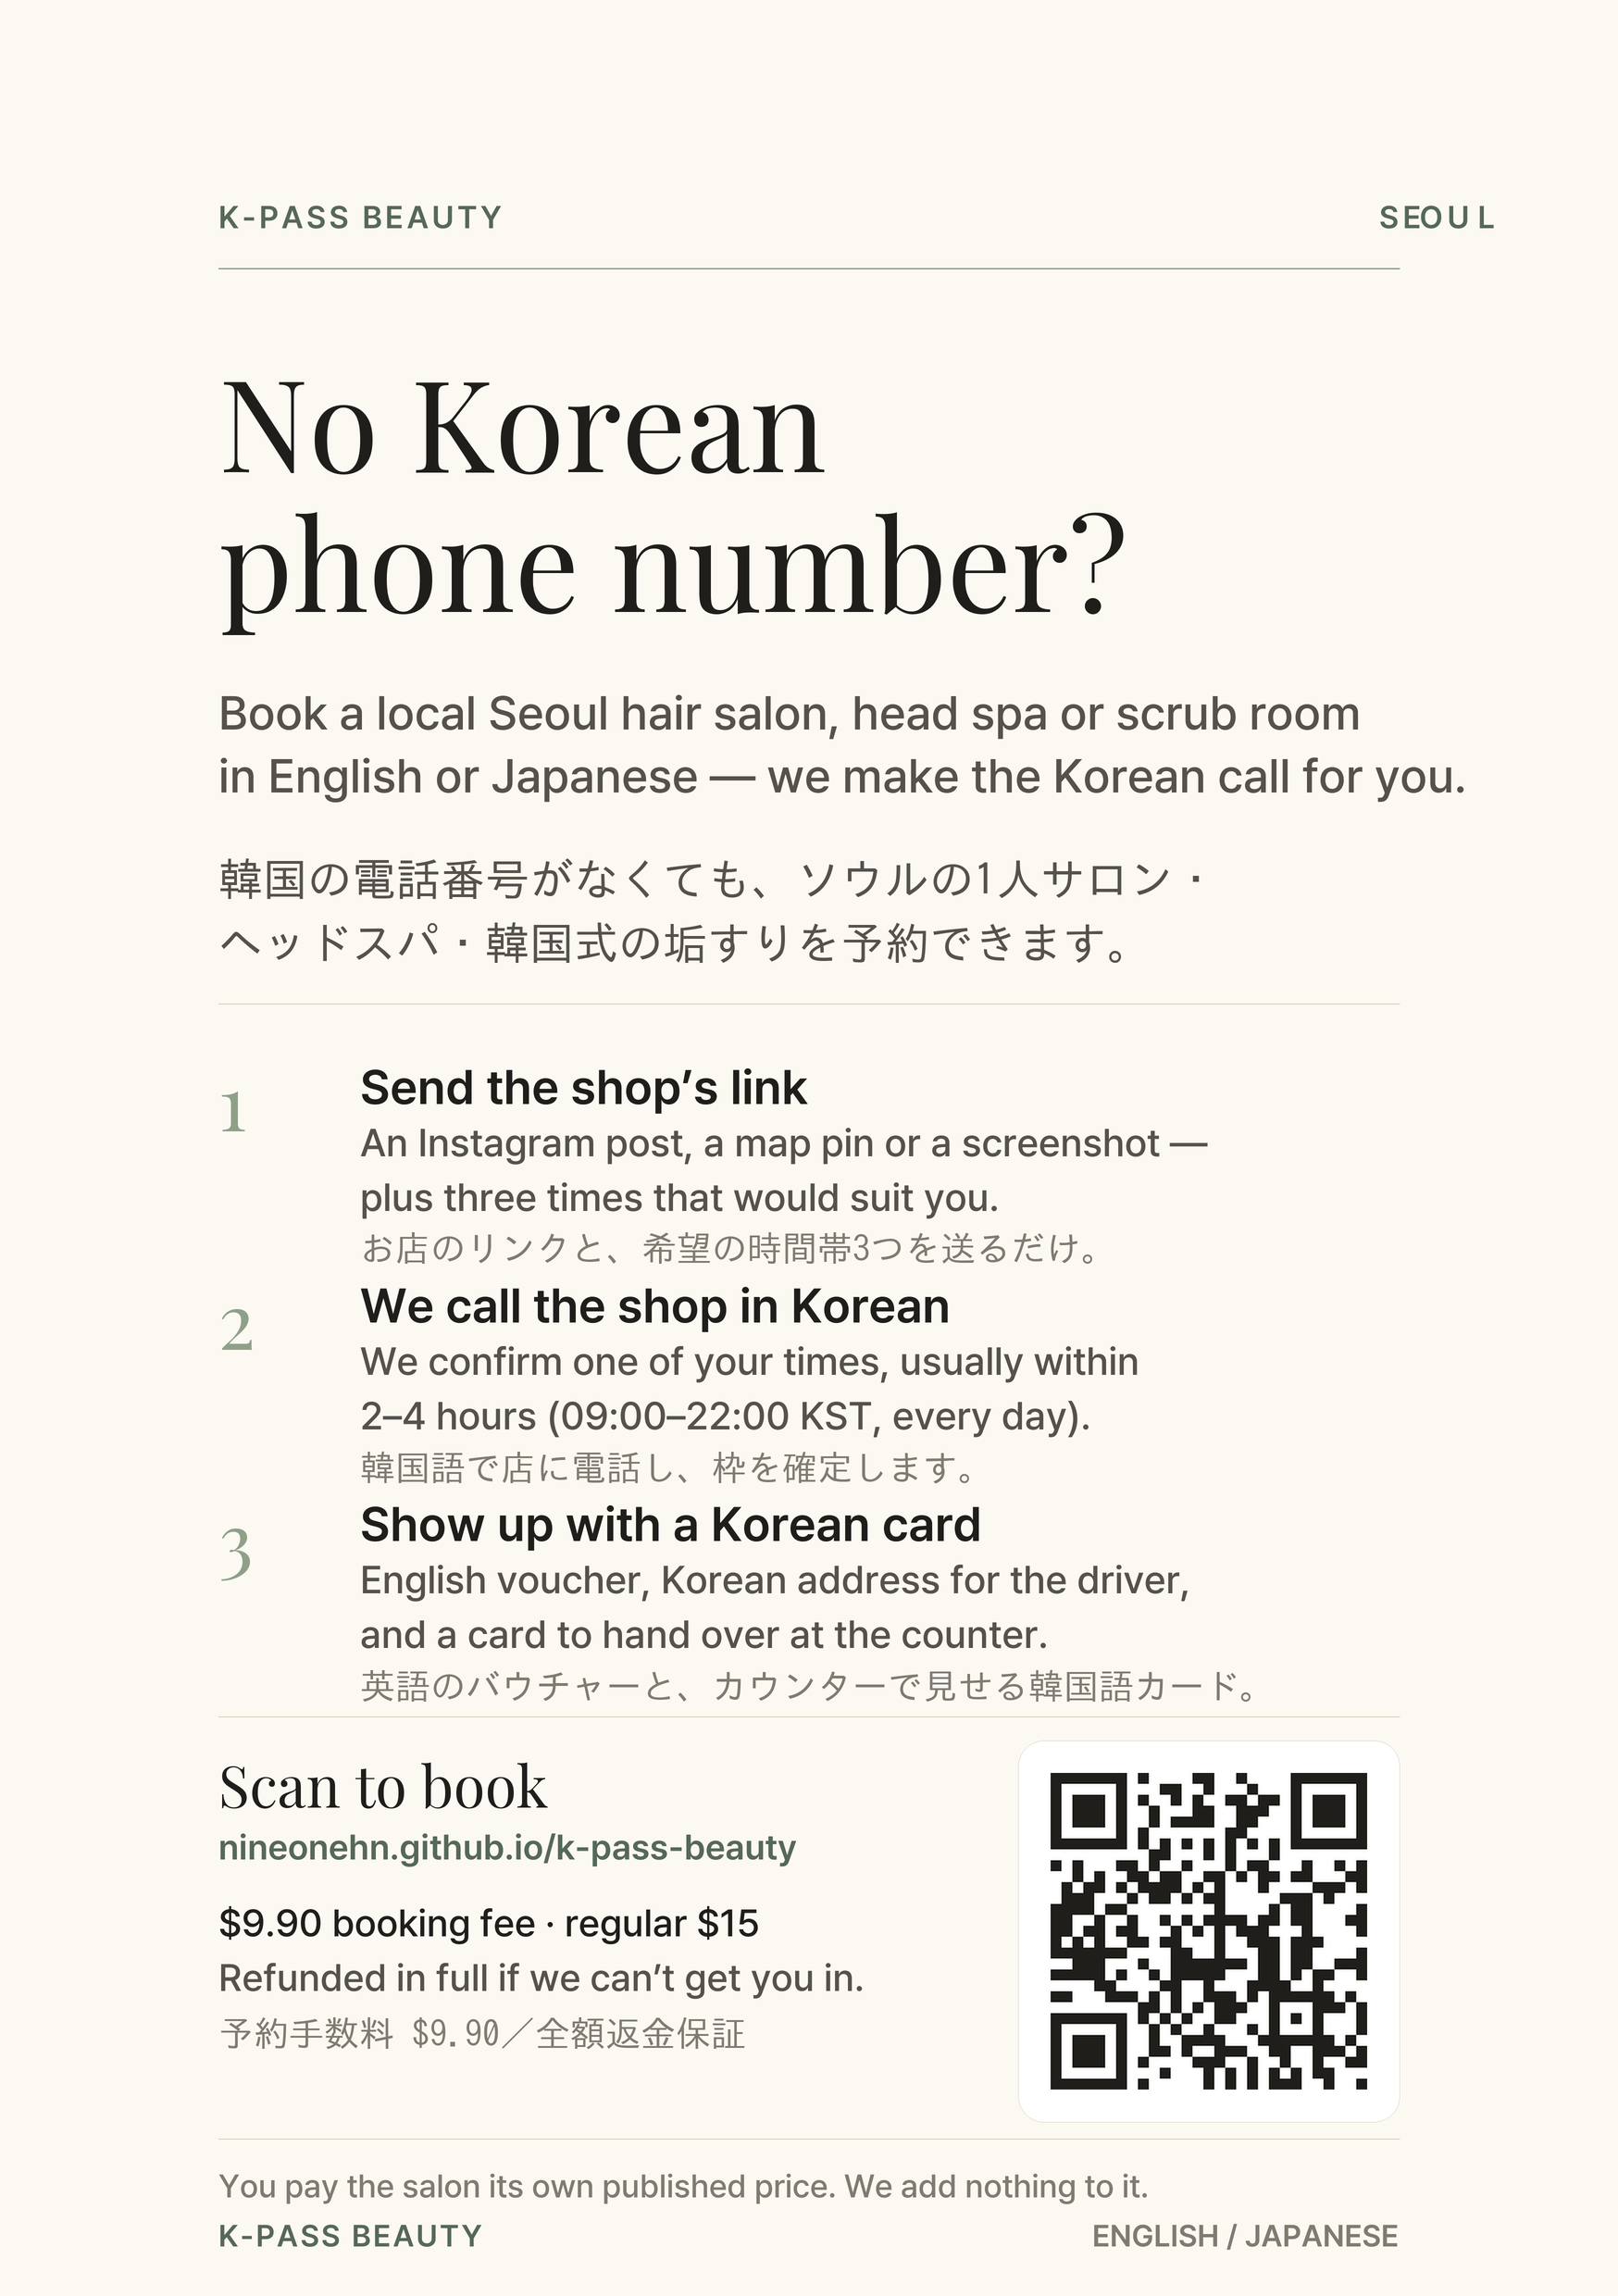 K-PASS BEAUTY
SEOUL
No Korean
phone number?
Book a local Seoul hair salon, head spa or scrub room
in English or Japanese — we make the Korean call for you.
韓国の電話番号がなくても、ソウルの1人サロン・
ヘッドスパ・韓国式の垢すりを予約できます。
1
Send the shop’s link
An Instagram post, a map pin or a screenshot —
plus three times that would suit you.
お店のリンクと、希望の時間帯3つを送るだけ。
2
We call the shop in Korean
We confirm one of your times, usually within
2–4 hours (09:00–22:00 KST, every day).
韓国語で店に電話し、枠を確定します。
3
Show up with a Korean card
English voucher, Korean address for the driver,
and a card to hand over at the counter.
英語のバウチャーと、カウンターで見せる韓国語カード。
Scan to book
nineonehn.github.io/k-pass-beauty
$9.90 booking fee · regular $15
Refunded in full if we can’t get you in.
予約手数料 $9.90／全額返金保証
You pay the salon its own published price. We add nothing to it.
K-PASS BEAUTY
ENGLISH / JAPANESE